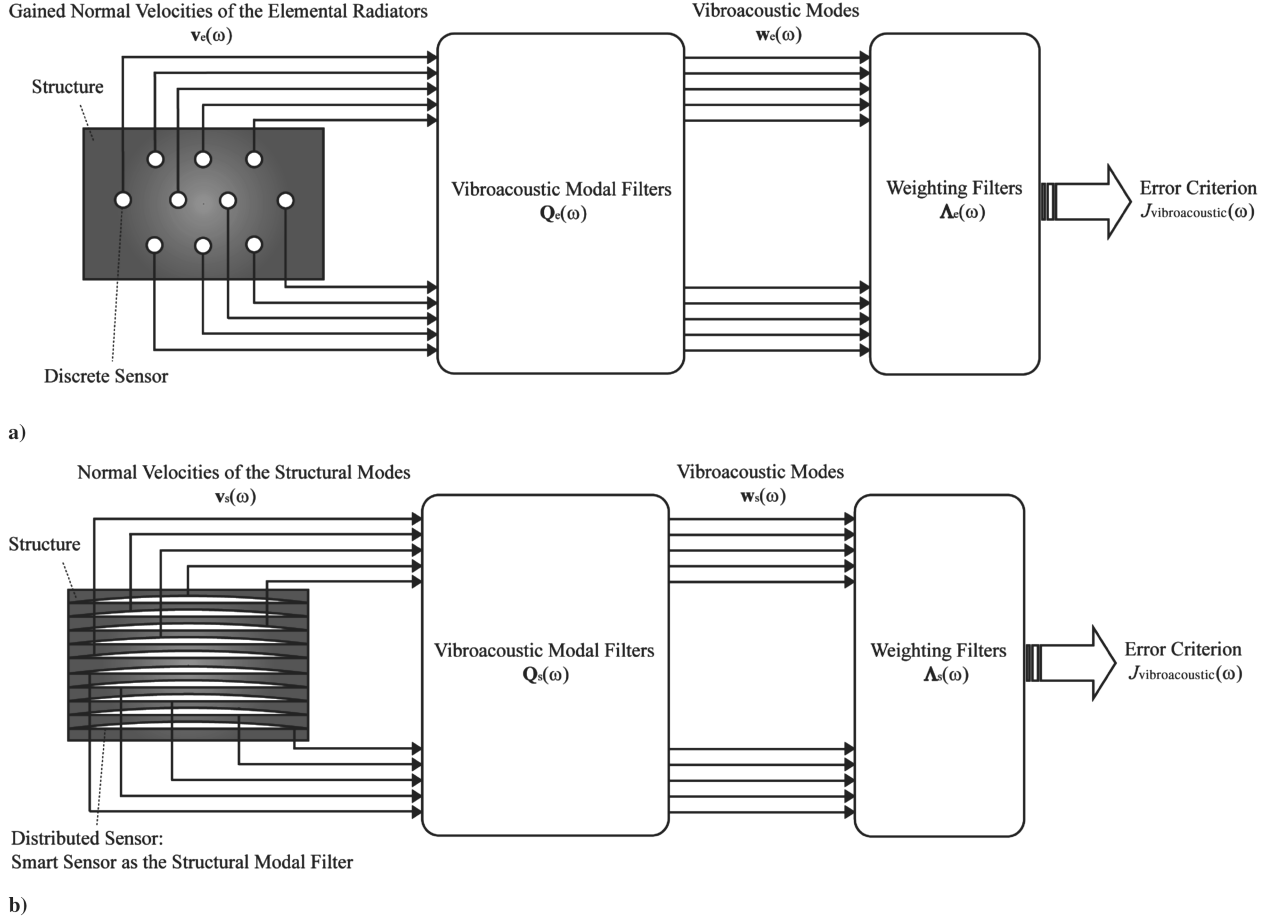 Gained Normal Velocities of the Elemental Radiators
vₑ(ω)
Vibroacoustic Modes
wₑ(ω)
Structure
Vibroacoustic Modal Filters
Qₑ(ω)
Weighting Filters
Λₑ(ω)
Error Criterion
Jvibroacoustic(ω)
Discrete Sensor
a)
Normal Velocities of the Structural Modes
vₛ(ω)
Vibroacoustic Modes
wₛ(ω)
Structure
Vibroacoustic Modal Filters
Qₛ(ω)
Weighting Filters
Λₛ(ω)
Error Criterion
Jvibroacoustic(ω)
Distributed Sensor:
Smart Sensor as the Structural Modal Filter
b)